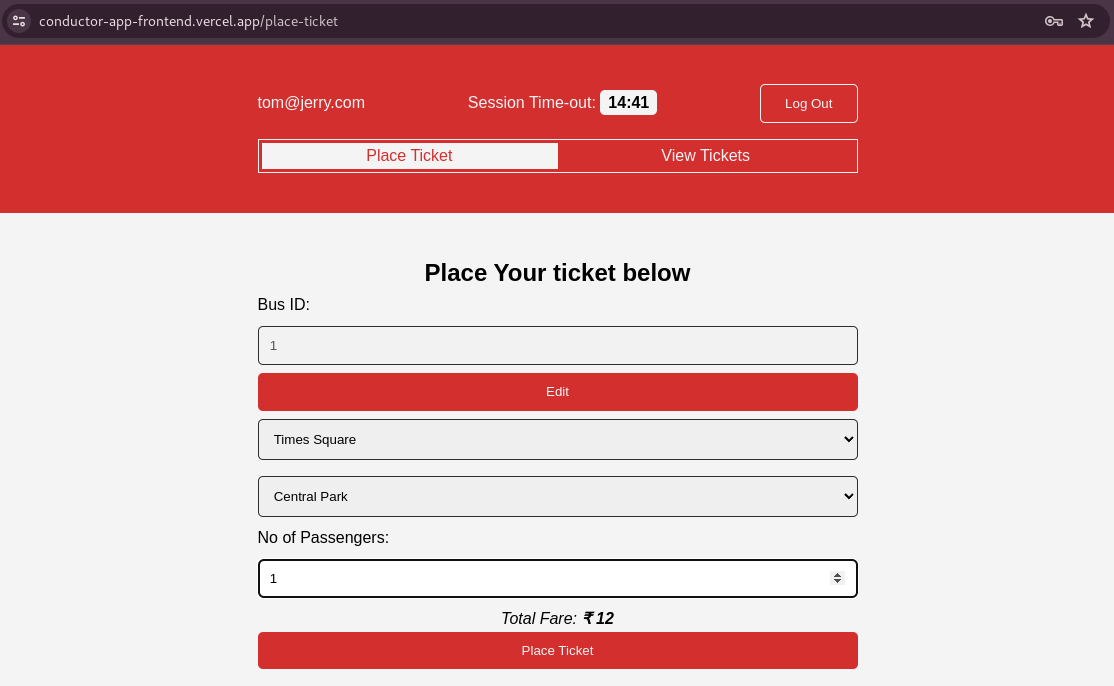 conductor-app-frontend.vercel.app/place-ticket
tom@jerry.com Session Time-out: 14:41 Log Out
Place Ticket View Tickets
Place Your ticket below
Bus ID:
1
Edit
Times Square
Central Park
No of Passengers:
1
Total Fare: ₹ 12
Place Ticket